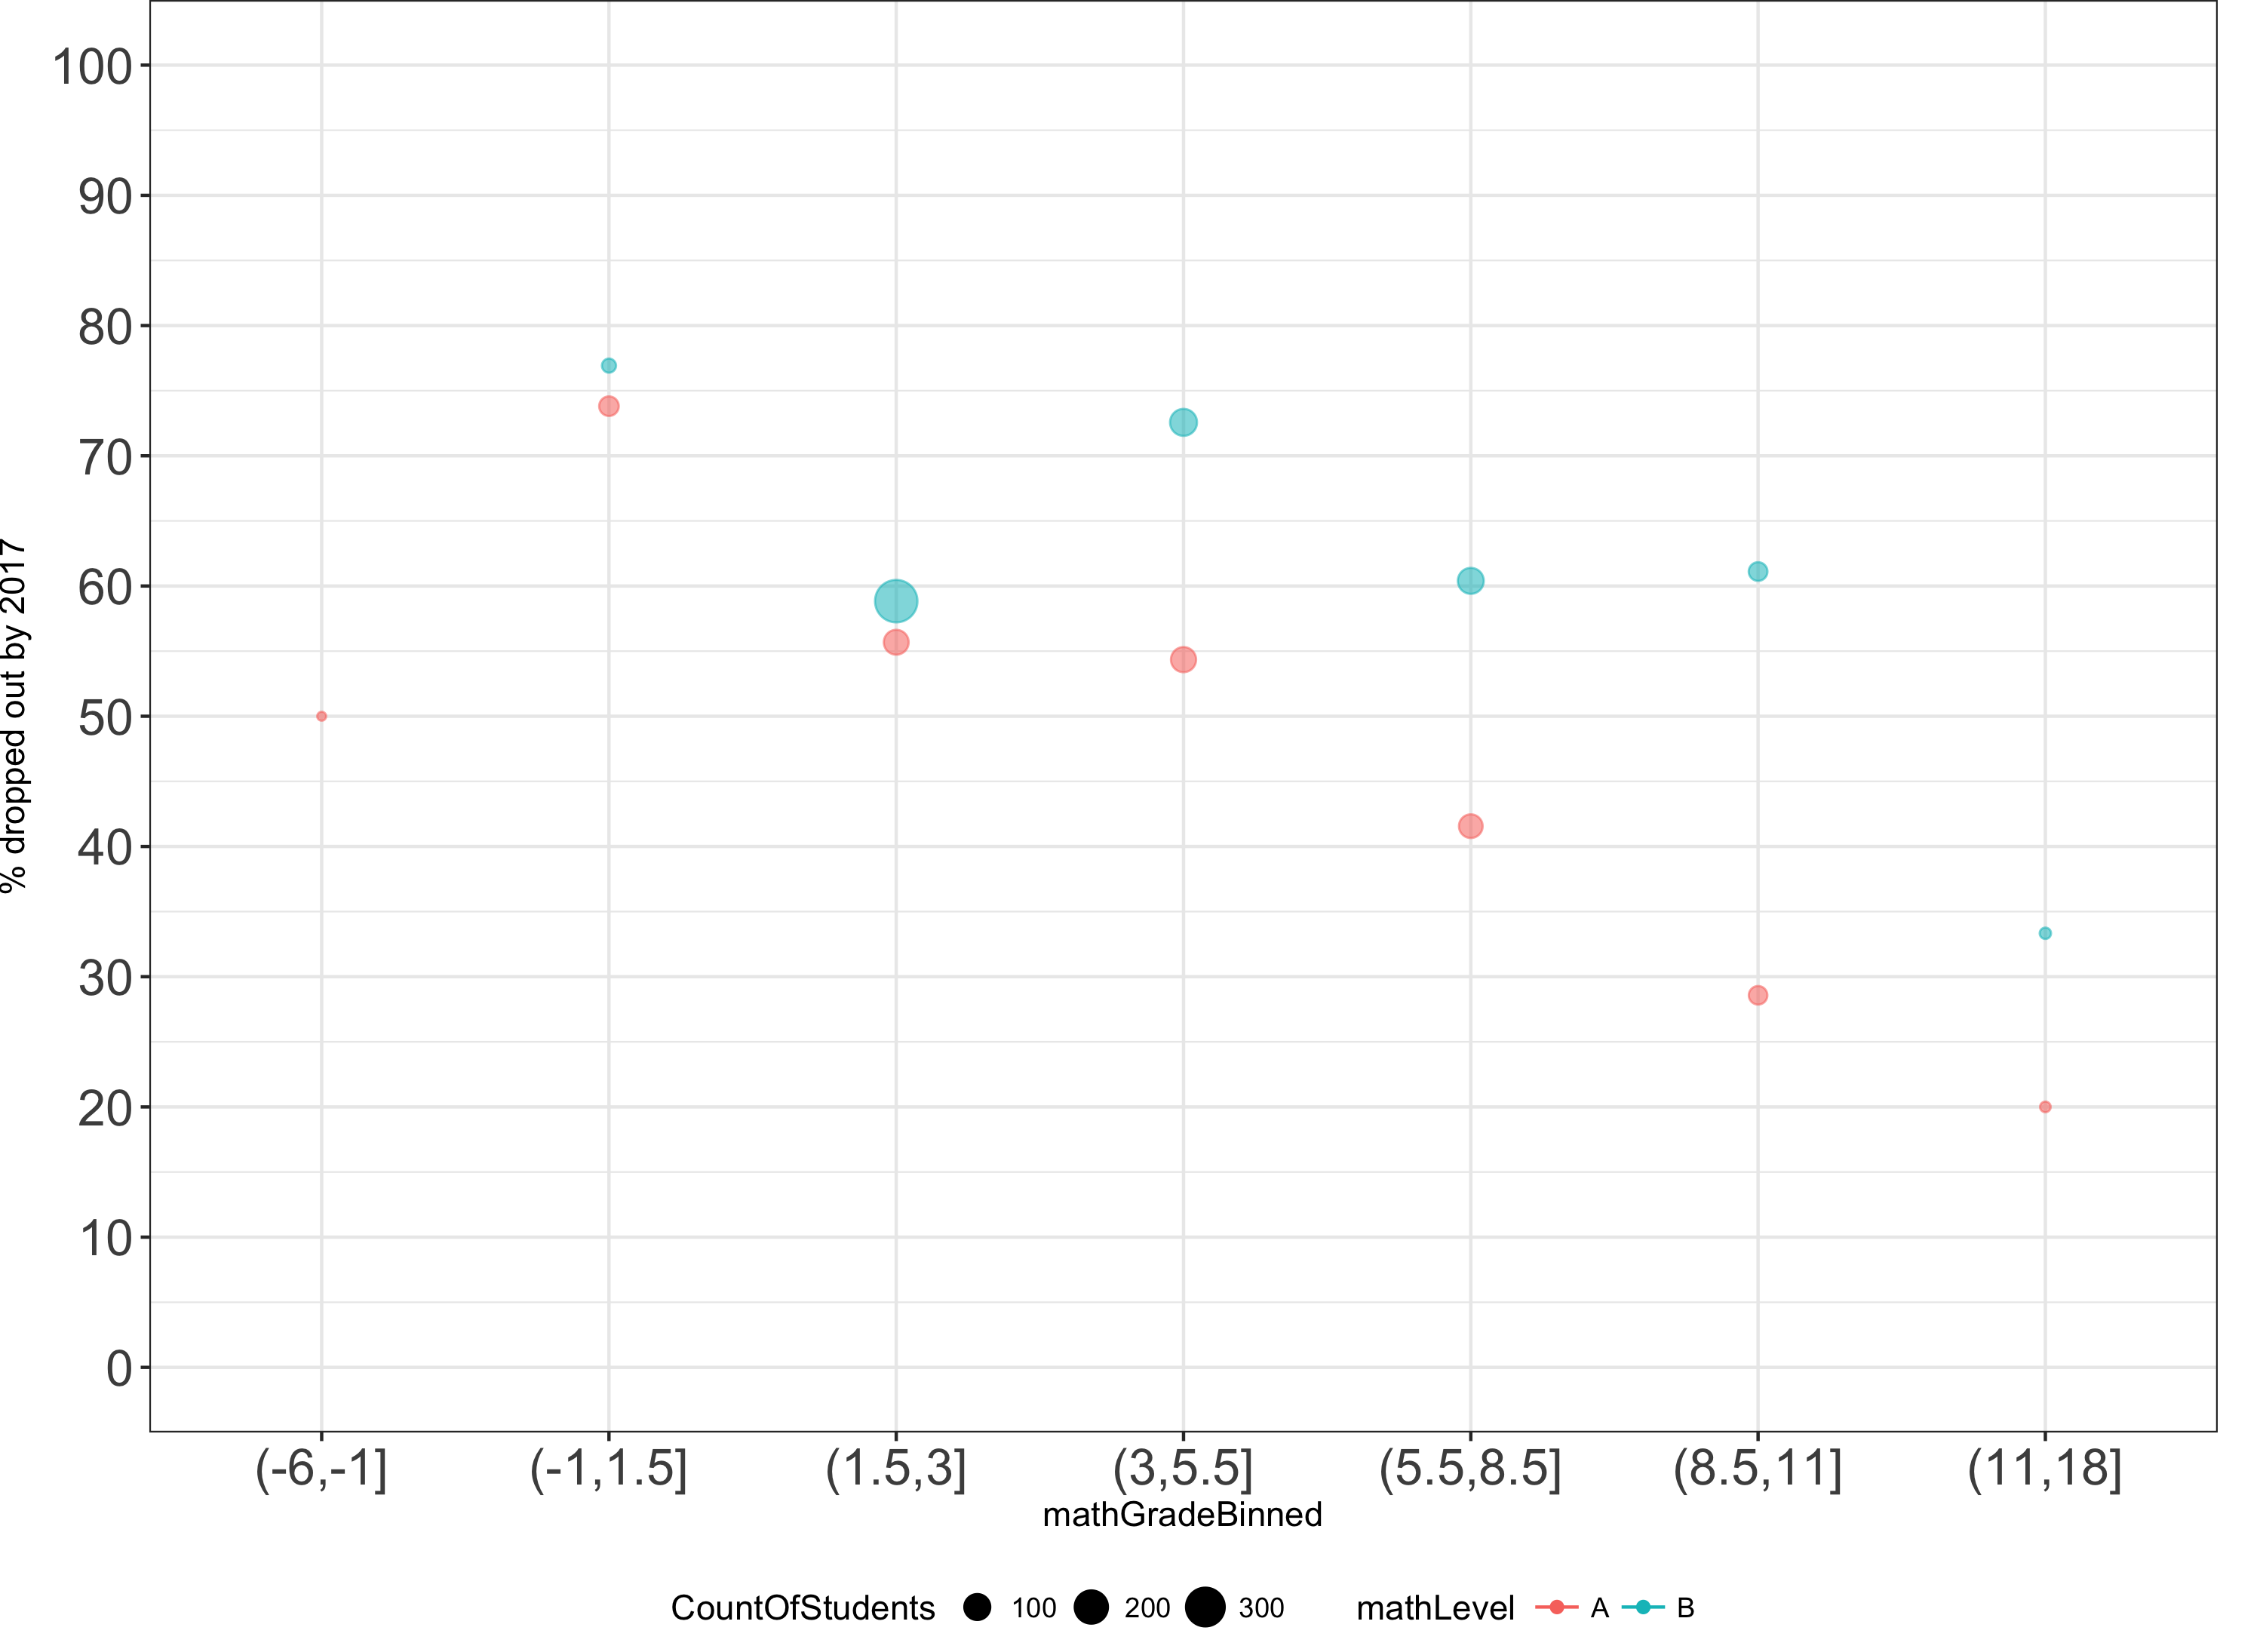 % dropped out by 2017
100
90
80
70
60
50
40
30
20
10
0
(-6,-1] (-1,1.5] (1.5,3] (3,5.5] (5.5,8.5] (8.5,11] (11,18]
mathGradeBinned
CountOfStudents 100 200 300 mathLevel A B